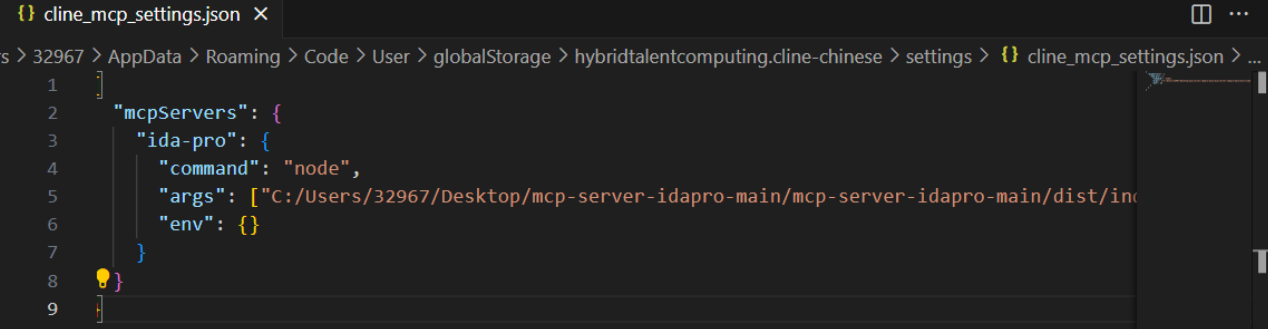 {} cline_mcp_settings.json ×
rs > 32967 > AppData > Roaming > Code > User > globalStorage > hybridtalentcomputing.cline-chinese > settings > {} cline_mcp_settings.json > ...
1 {
2 "mcpServers": {
3 "ida-pro": {
4 "command": "node",
5 "args": ["C:/Users/32967/Desktop/mcp-server-idapro-main/mcp-server-idapro-main/dist/
6 "env": {}
7 }
8 }
9 }